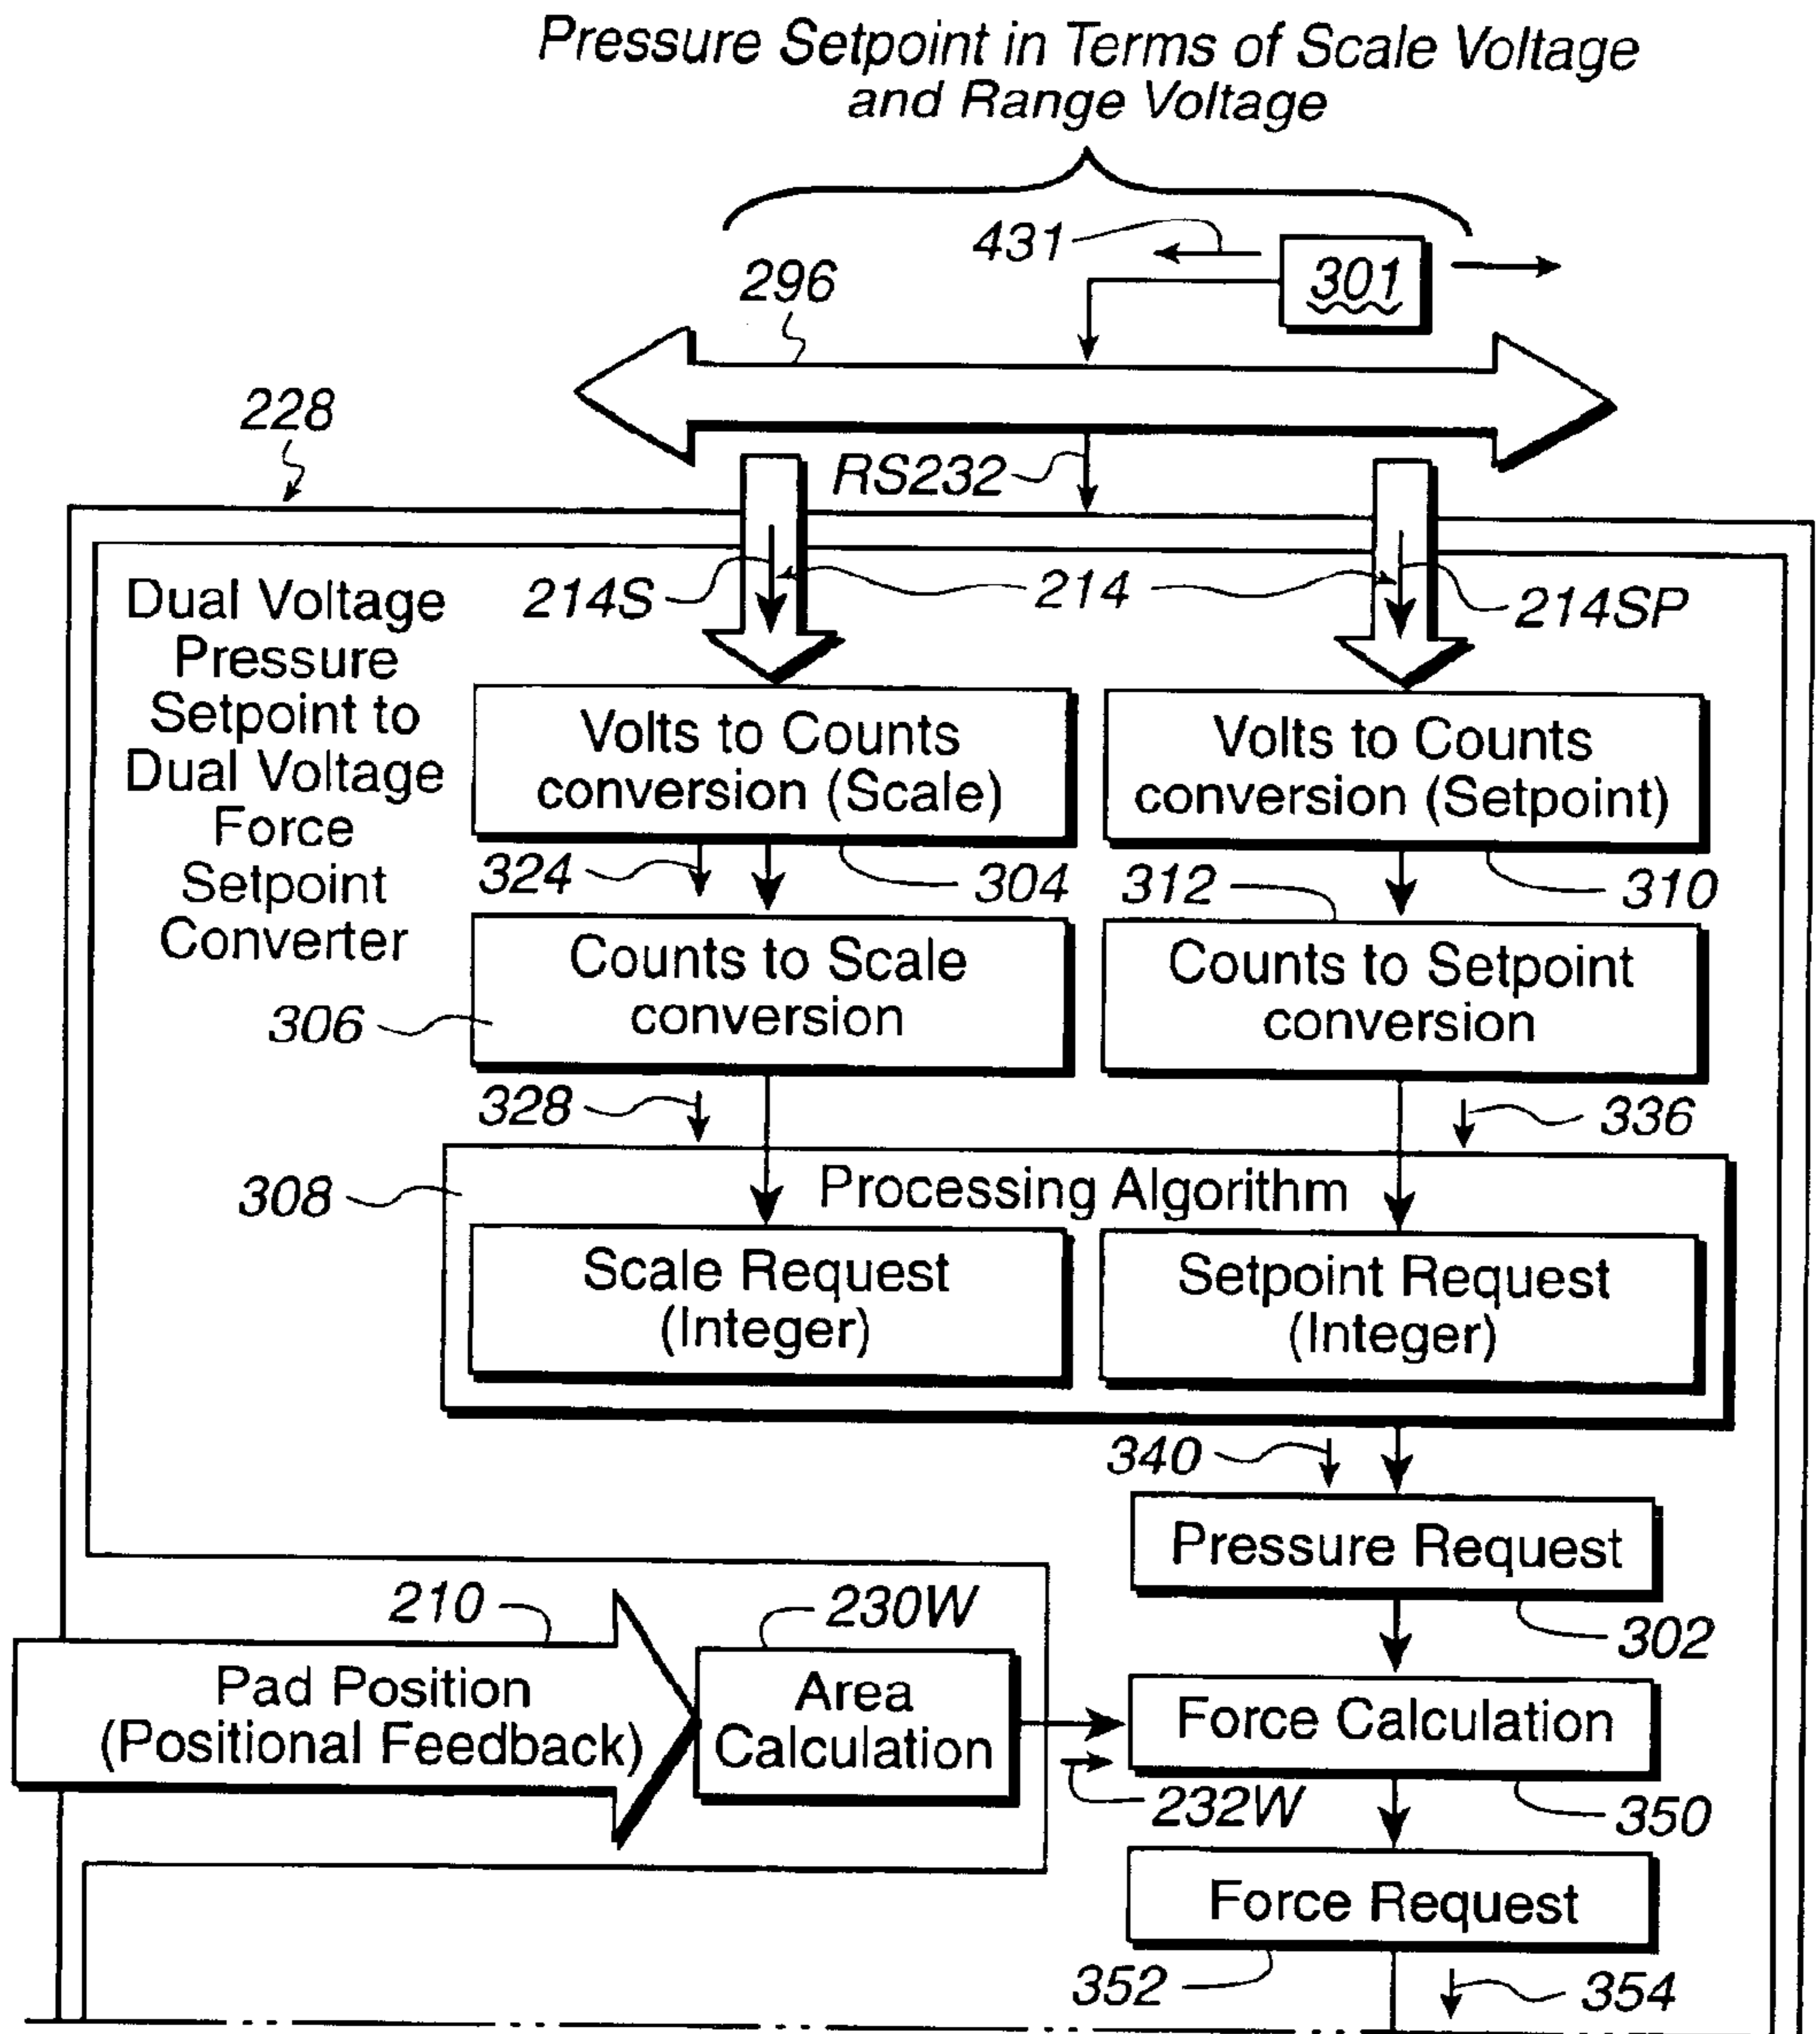 Pressure Setpoint in Terms of Scale Voltage
and Range Voltage
431
301
296
228
RS232
Dual Voltage
Pressure
Setpoint to
Dual Voltage
Force
Setpoint
Converter
214S
214
214SP
Volts to Counts
conversion (Scale)
Volts to Counts
conversion (Setpoint)
324
304
312
310
Counts to Scale
conversion
Counts to Setpoint
conversion
306
328
336
308
Processing Algorithm
Scale Request
(Integer)
Setpoint Request
(Integer)
340
Pressure Request
302
210
230W
Pad Position
(Positional Feedback)
Area
Calculation
Force Calculation
232W
350
Force Request
352
354